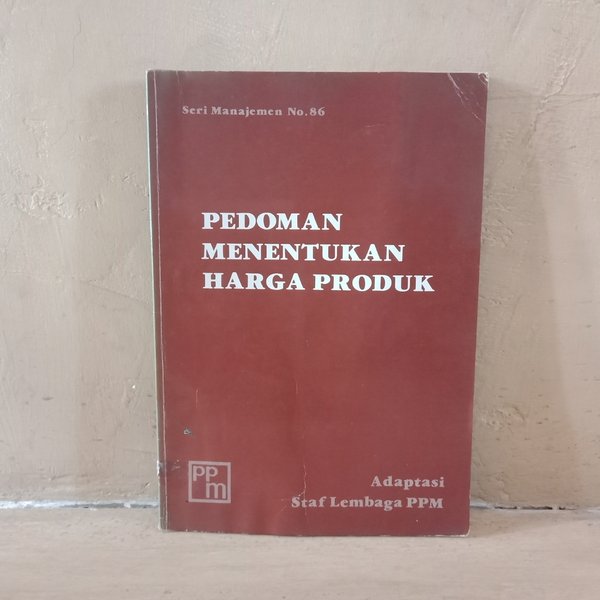 Seri Manajemen No. 86
PEDOMAN
MENENTUKAN
HARGA PRODUK
pp
m
Adaptasi
Staf Lembaga PPM